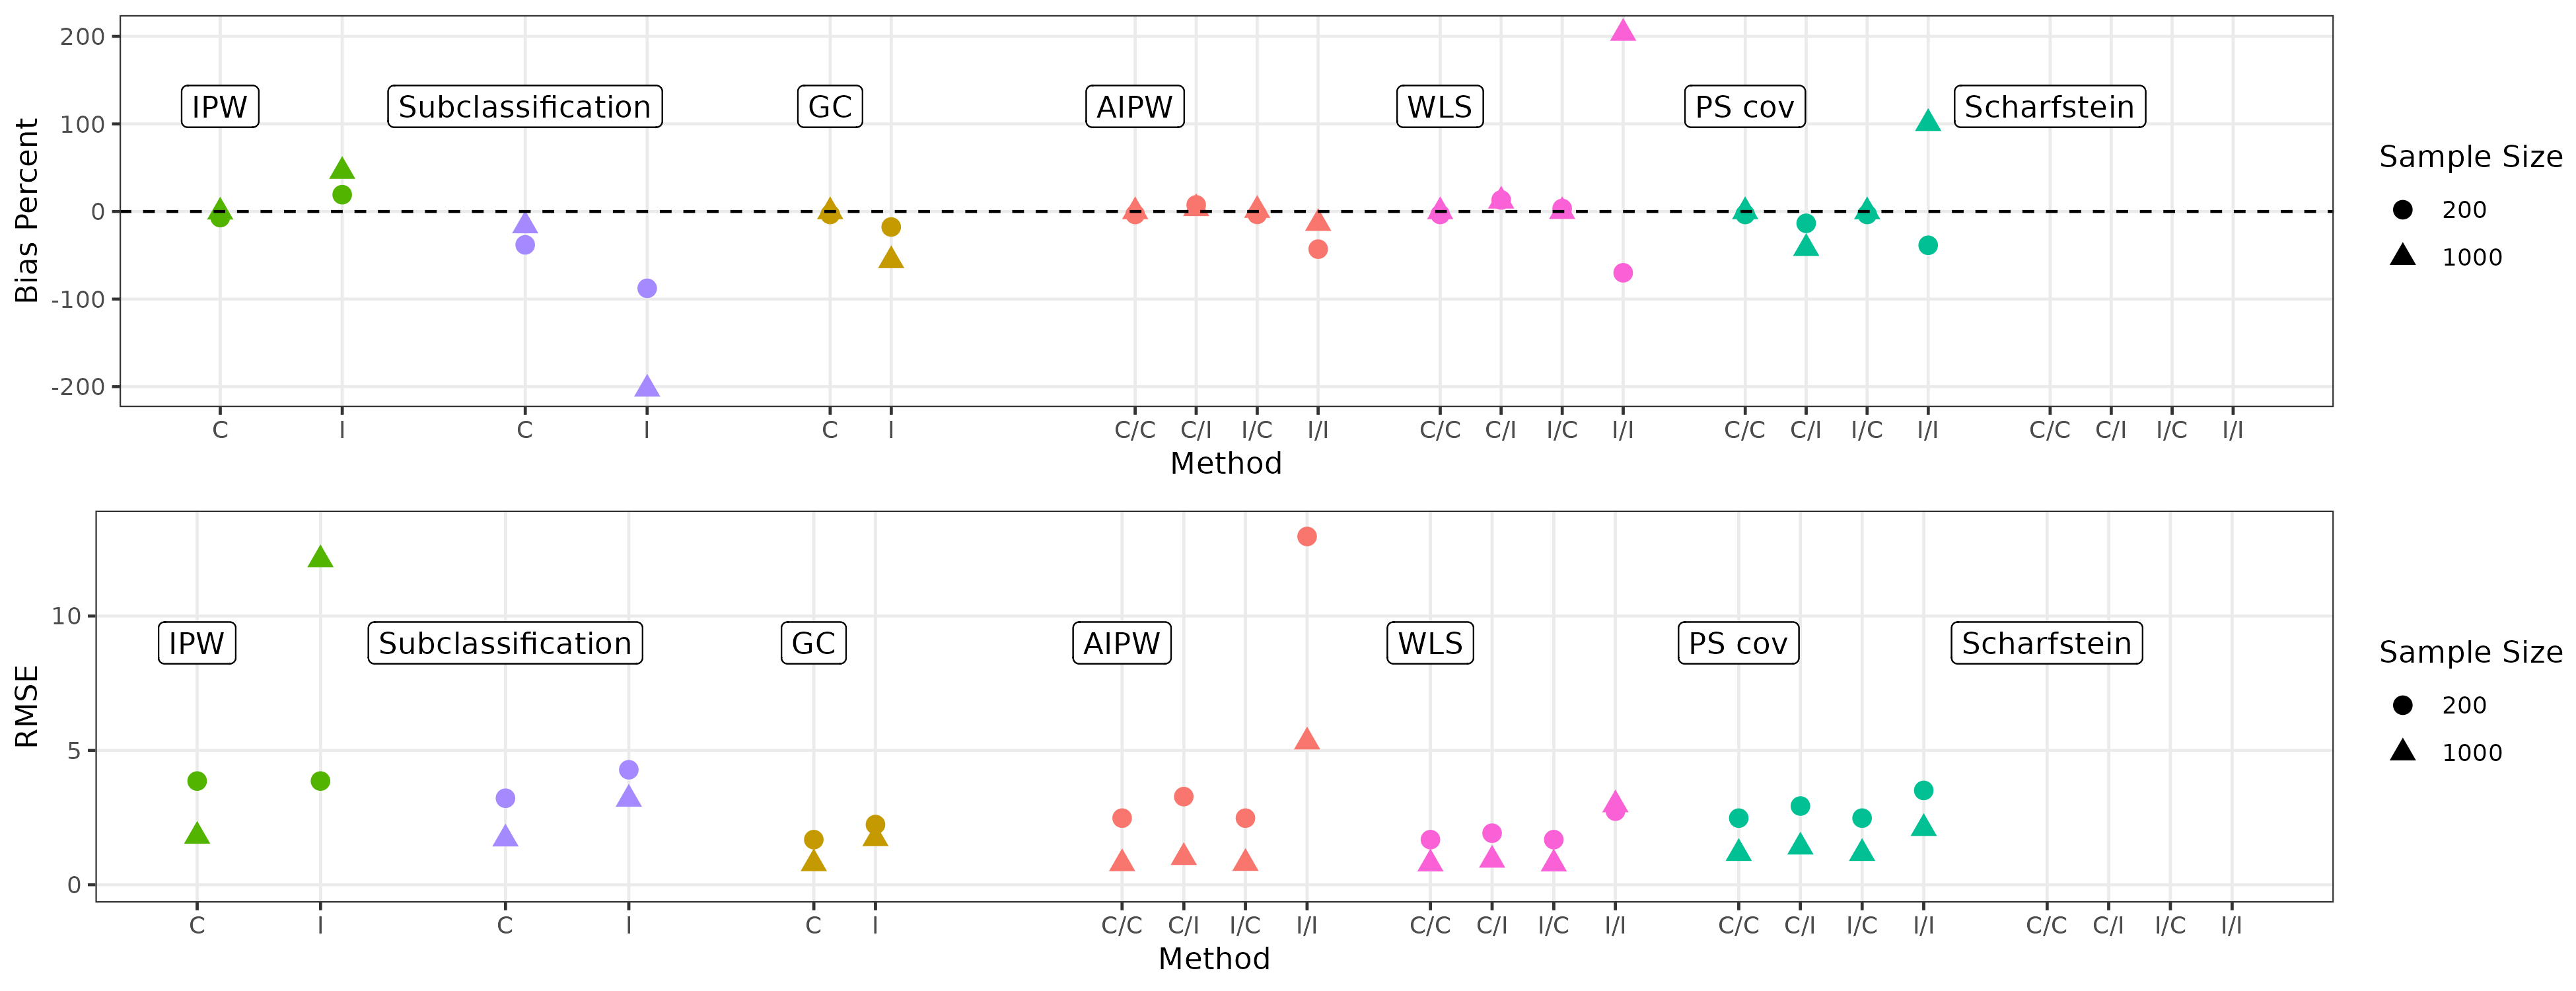 200
100
0
-100
-200
Bias Percent
IPW
Subclassification
GC
AIPW
WLS
PS cov
Scharfstein
C I C I C I C/C C/I I/C I/I C/C C/I I/C I/I C/C C/I I/C I/I C/C C/I I/C I/I
Method
Sample Size
200
1000
10
5
0
RMSE
IPW
Subclassification
GC
AIPW
WLS
PS cov
Scharfstein
C I C I C I C/C C/I I/C I/I C/C C/I I/C I/I C/C C/I I/C I/I C/C C/I I/C I/I
Method
Sample Size
200
1000